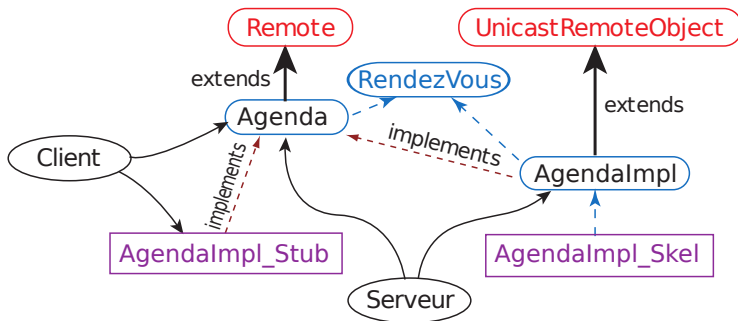 Remote
UnicastRemoteObject
extends
RendezVous
extends
Agenda
implements
Client
implements
AgendaImpl
AgendaImpl_Stub
AgendaImpl_Skel
Serveur